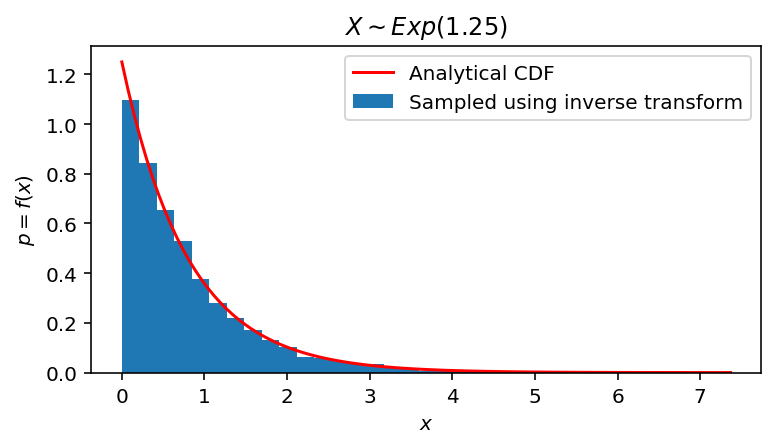 X ∼ Exp(1.25)
Analytical CDF
Sampled using inverse transform
p = f(x)
1.2
1.0
0.8
0.6
0.4
0.2
0.0
0 1 2 3 4 5 6 7
x